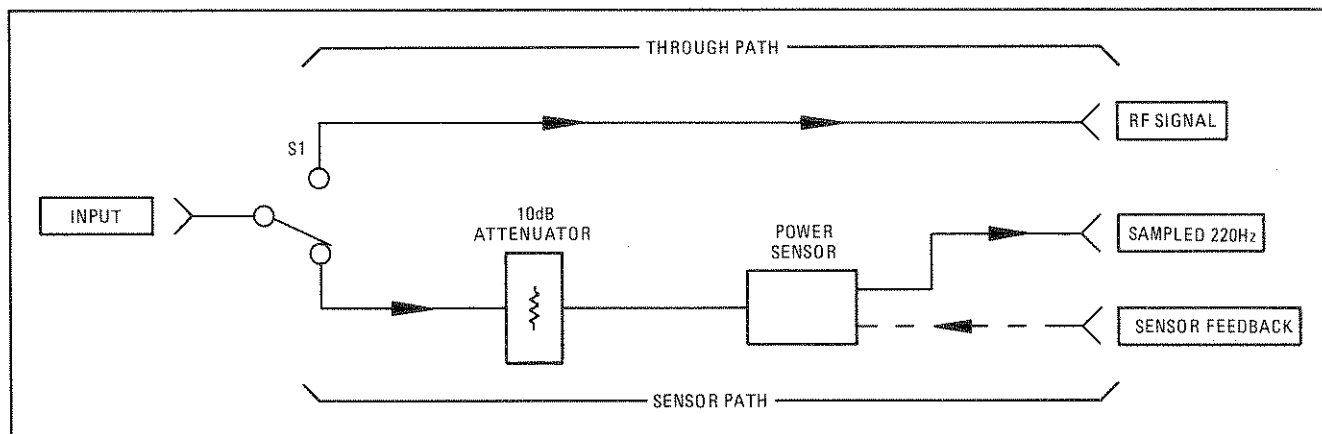 THROUGH PATH
S1
RF SIGNAL
INPUT
10dB
ATTENUATOR
POWER
SENSOR
SAMPLED 220Hz
SENSOR FEEDBACK
SENSOR PATH